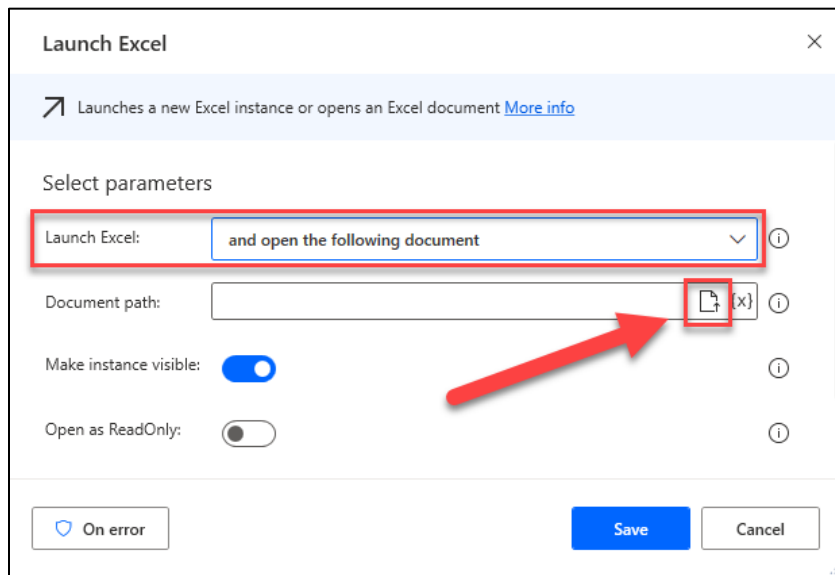 Launch Excel
Launches a new Excel instance or opens an Excel document More info
Select parameters
Launch Excel: and open the following document
Document path: {x}
Make instance visible:
Open as ReadOnly:
On error Save Cancel